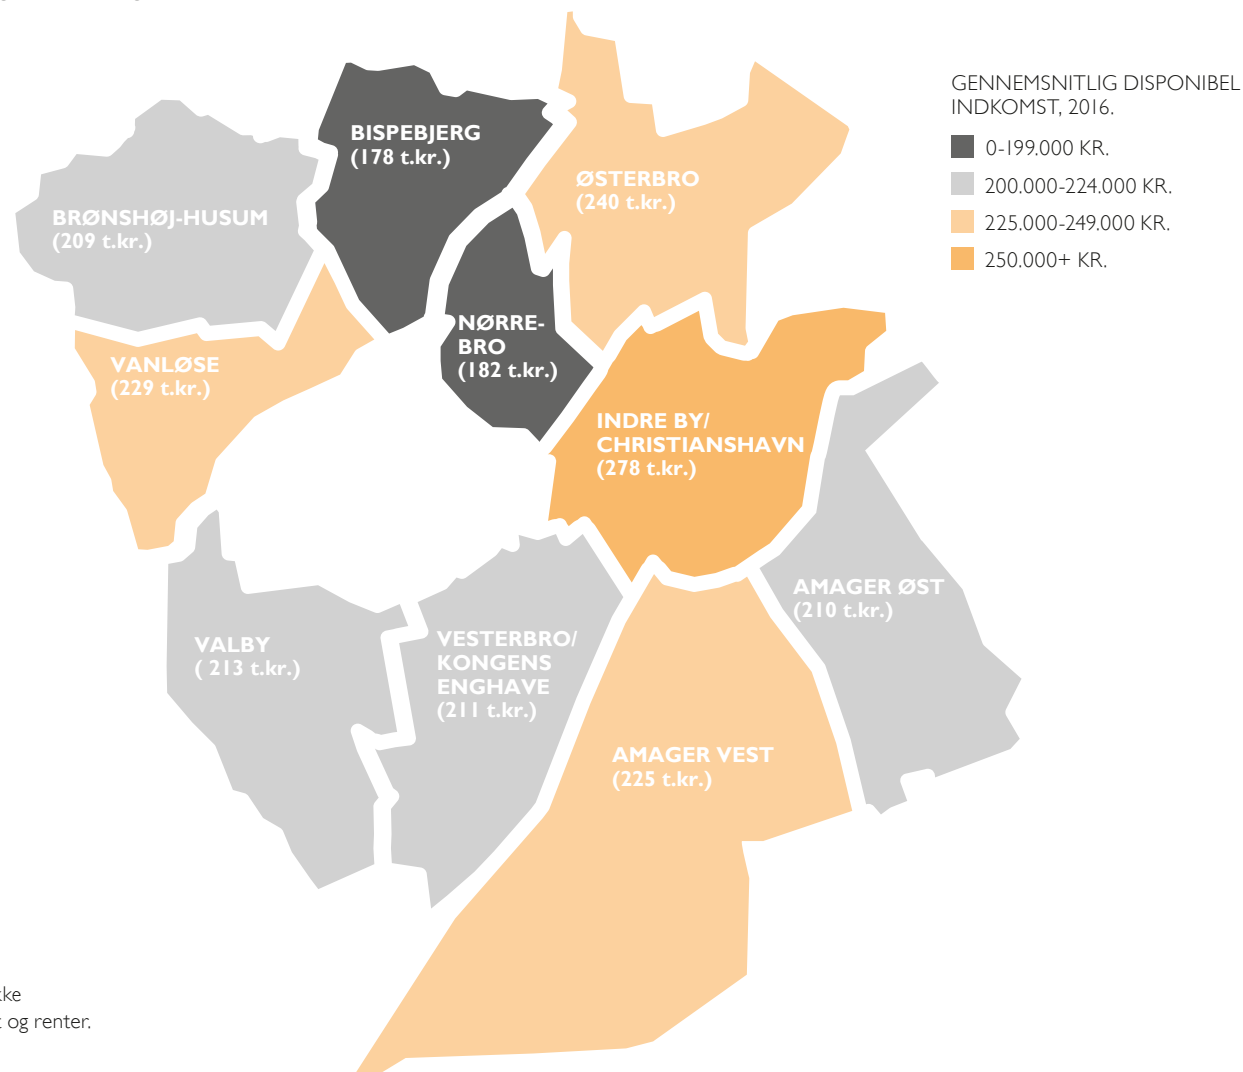 GENNEMSNITLIG DISPONIBEL
INDKOMST, 2016.
0-199.000 KR.
200.000-224.000 KR.
225.000-249.000 KR.
250.000+ KR.
BISPEBJERG
(178 t.kr.)
ØSTERBRO
(240 t.kr.)
BRØNSHØJ-HUSUM
(209 t.kr.)
NØRRE-
BRO
(182 t.kr.)
VANLØSE
(229 t.kr.)
INDRE BY/
CHRISTIANSHAVN
(278 t.kr.)
AMAGER ØST
(210 t.kr.)
VALBY
( 213 t.kr.)
VESTERBRO/
KONGENS
ENGHAVE
(211 t.kr.)
AMAGER VEST
(225 t.kr.)
og renter.